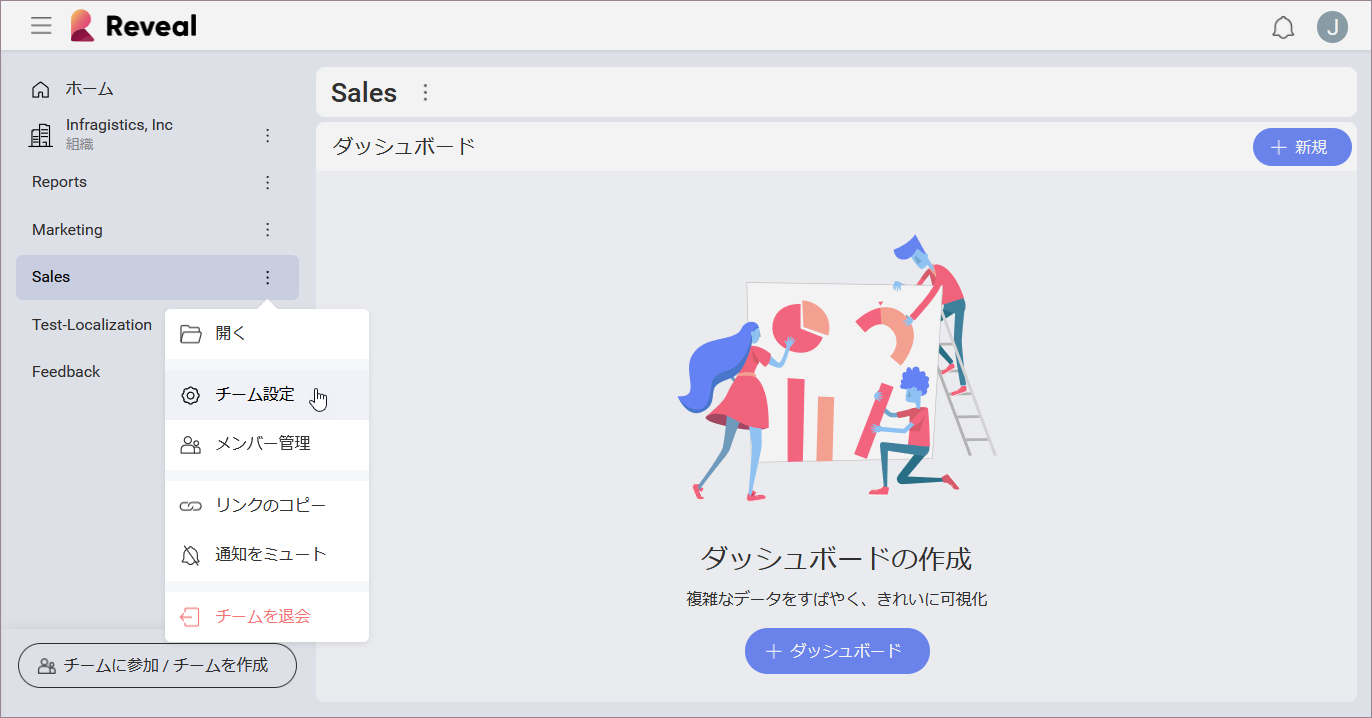 Reveal
J
ホーム
Infragistics, Inc
組織
Reports
Marketing
Sales
Test-Localization
Feedback
開く
チーム設定
メンバー管理
リンクのコピー
通知をミュート
チームを退会
チームに参加 / チームを作成
Sales
ダッシュボード
新規
ダッシュボードの作成
複雑なデータをすばやく、きれいに可視化
ダッシュボード